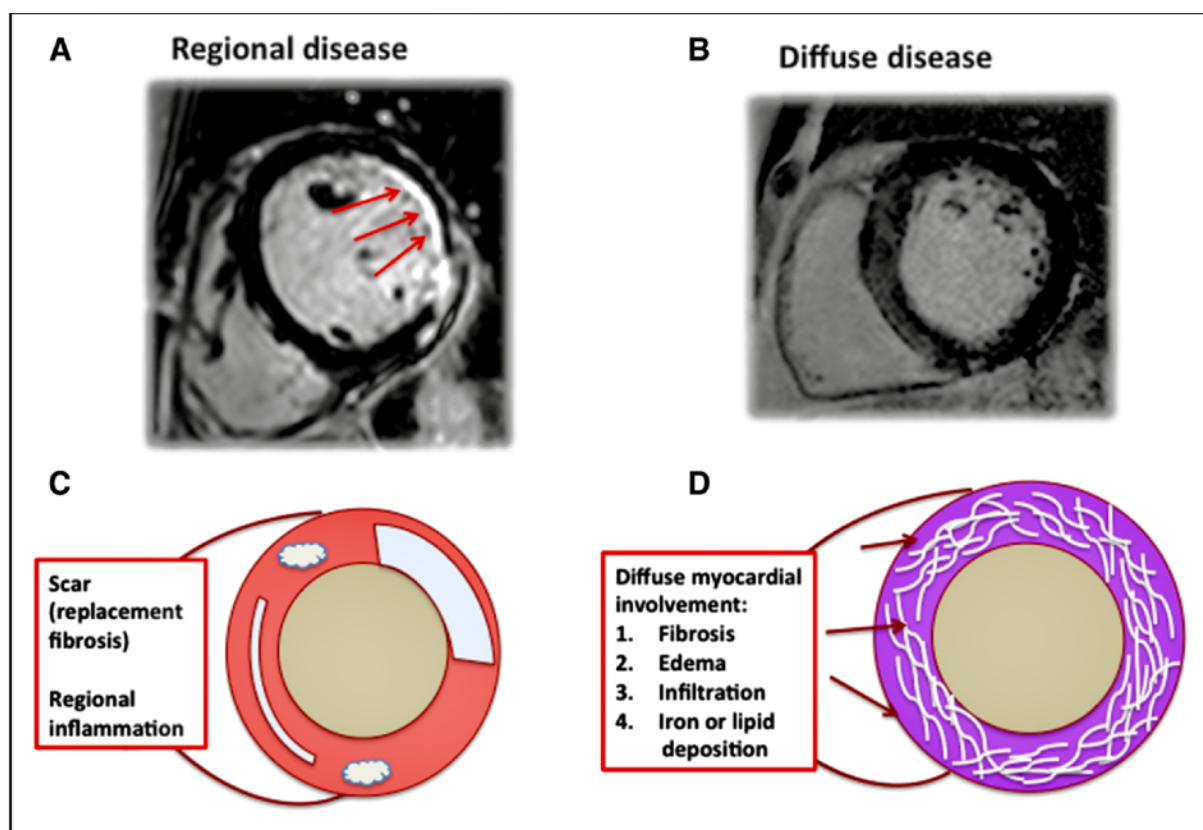 A
Regional disease
B
Diffuse disease
C
Scar
(replacement
fibrosis)
Regional
inflammation
D
Diffuse myocardial
involvement:
1. Fibrosis
2. Edema
3. Infiltration
4. Iron or lipid
deposition